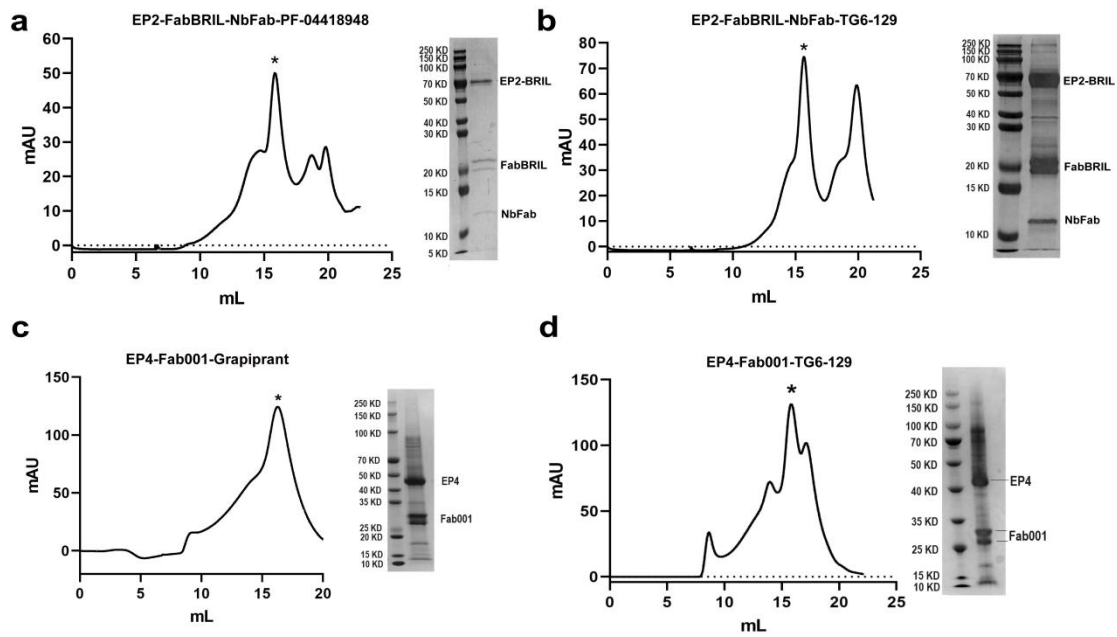 a
EP2-FabBRIL-NbFab-PF-04418948
60
50
40
30
20
10
0
mAU
*
0 5 10 15 20 25
mL
250 KD
150 KD
100 KD
70 KD
50 KD
40 KD
30 KD
20 KD
15 KD
10 KD
5 KD
EP2-BRIL
FabBRIL
NbFab
b
EP2-FabBRIL-NbFab-TG6-129
80
70
60
50
40
30
20
10
0
mAU
*
0 5 10 15 20 25
mL
250 KD
150 KD
100 KD
70 KD
50 KD
40 KD
30 KD
20 KD
15 KD
10 KD
EP2-BRIL
FabBRIL
NbFab
c
EP4-Fab001-Grapiprant
150
100
50
0
mAU
*
0 5 10 15 20
mL
250 KD
150 KD
100 KD
70 KD
50 KD
40 KD
35 KD
25 KD
20 KD
15 KD
10 KD
EP4
Fab001
d
EP4-Fab001-TG6-129
150
100
50
0
mAU
*
0 5 10 15 20 25
mL
250 KD
150 KD
100 KD
70 KD
50 KD
40 KD
35 KD
25 KD
15 KD
10 KD
EP4
Fab001